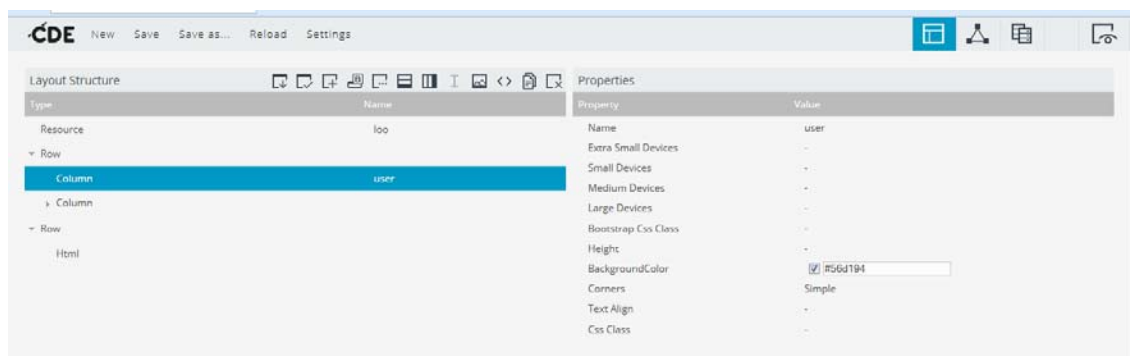 CDE New Save Save as... Reload Settings
Layout Structure
Type Name
Resource loo
Row
Column user
Column
Row
Html
Properties
Property Value
Name user
Extra Small Devices -
Small Devices -
Medium Devices -
Large Devices -
Bootstrap Css Class -
Height -
BackgroundColor #56d194
Corners Simple
Text Align -
Css Class -